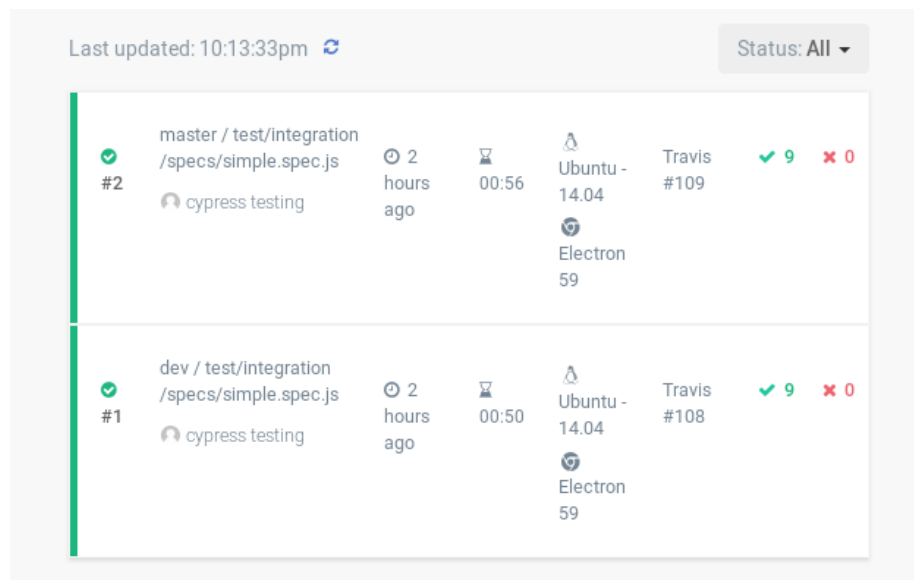 Last updated: 10:13:33pm
Status: All
#2
master / test/integration
/specs/simple.spec.js
cypress testing
2
hours
ago
00:56
Ubuntu -
14.04
Electron
59
Travis
#109
9
0
#1
dev / test/integration
/specs/simple.spec.js
cypress testing
2
hours
ago
00:50
Ubuntu -
14.04
Electron
59
Travis
#108
9
0